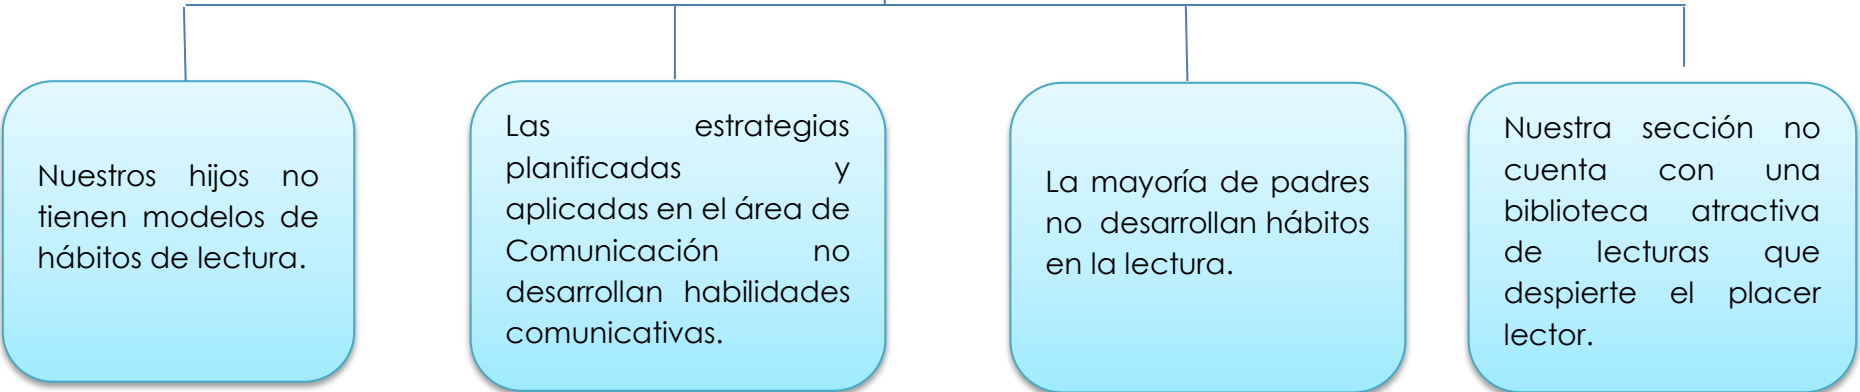 Nuestros hijos no
tienen modelos de
hábitos de lectura.
Las estrategias
planificadas y
aplicadas en el área de
Comunicación no
desarrollan habilidades
comunicativas.
La mayoría de padres
no desarrollan hábitos
en la lectura.
Nuestra sección no
cuenta con una
biblioteca atractiva
de lecturas que
despierte el placer
lector.